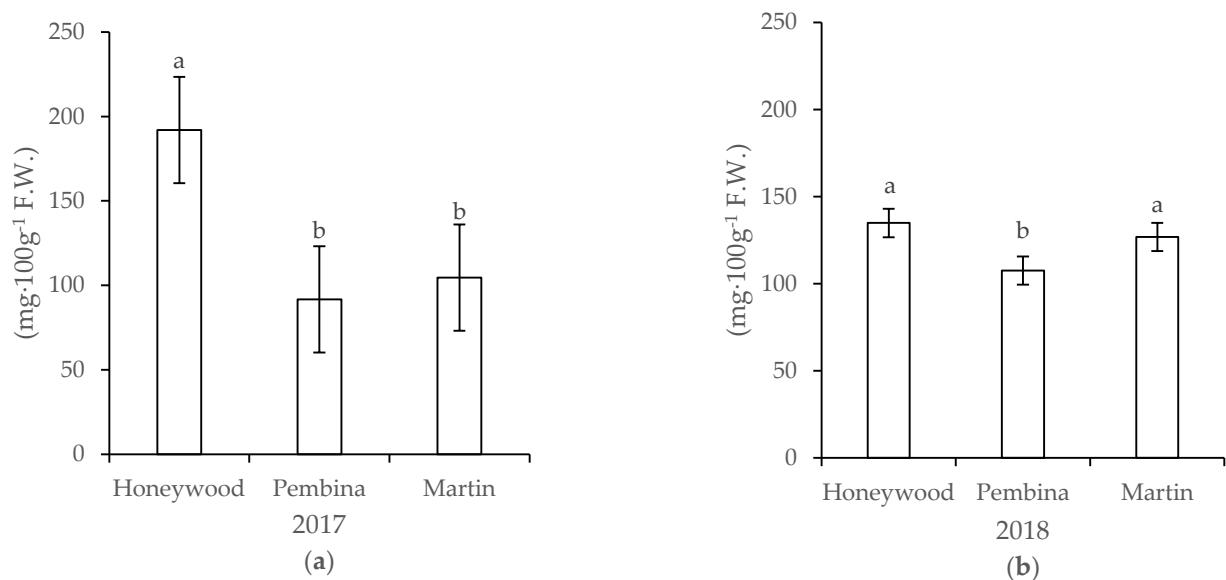 250
200
150
100
50
0
(mg·100g⁻¹ F.W.)
a
b
b
Honeywood Pembina Martin
2017
(a)
250
200
150
100
50
0
(mg·100g⁻¹ F.W.)
a
b
a
Honeywood Pembina Martin
2018
(b)